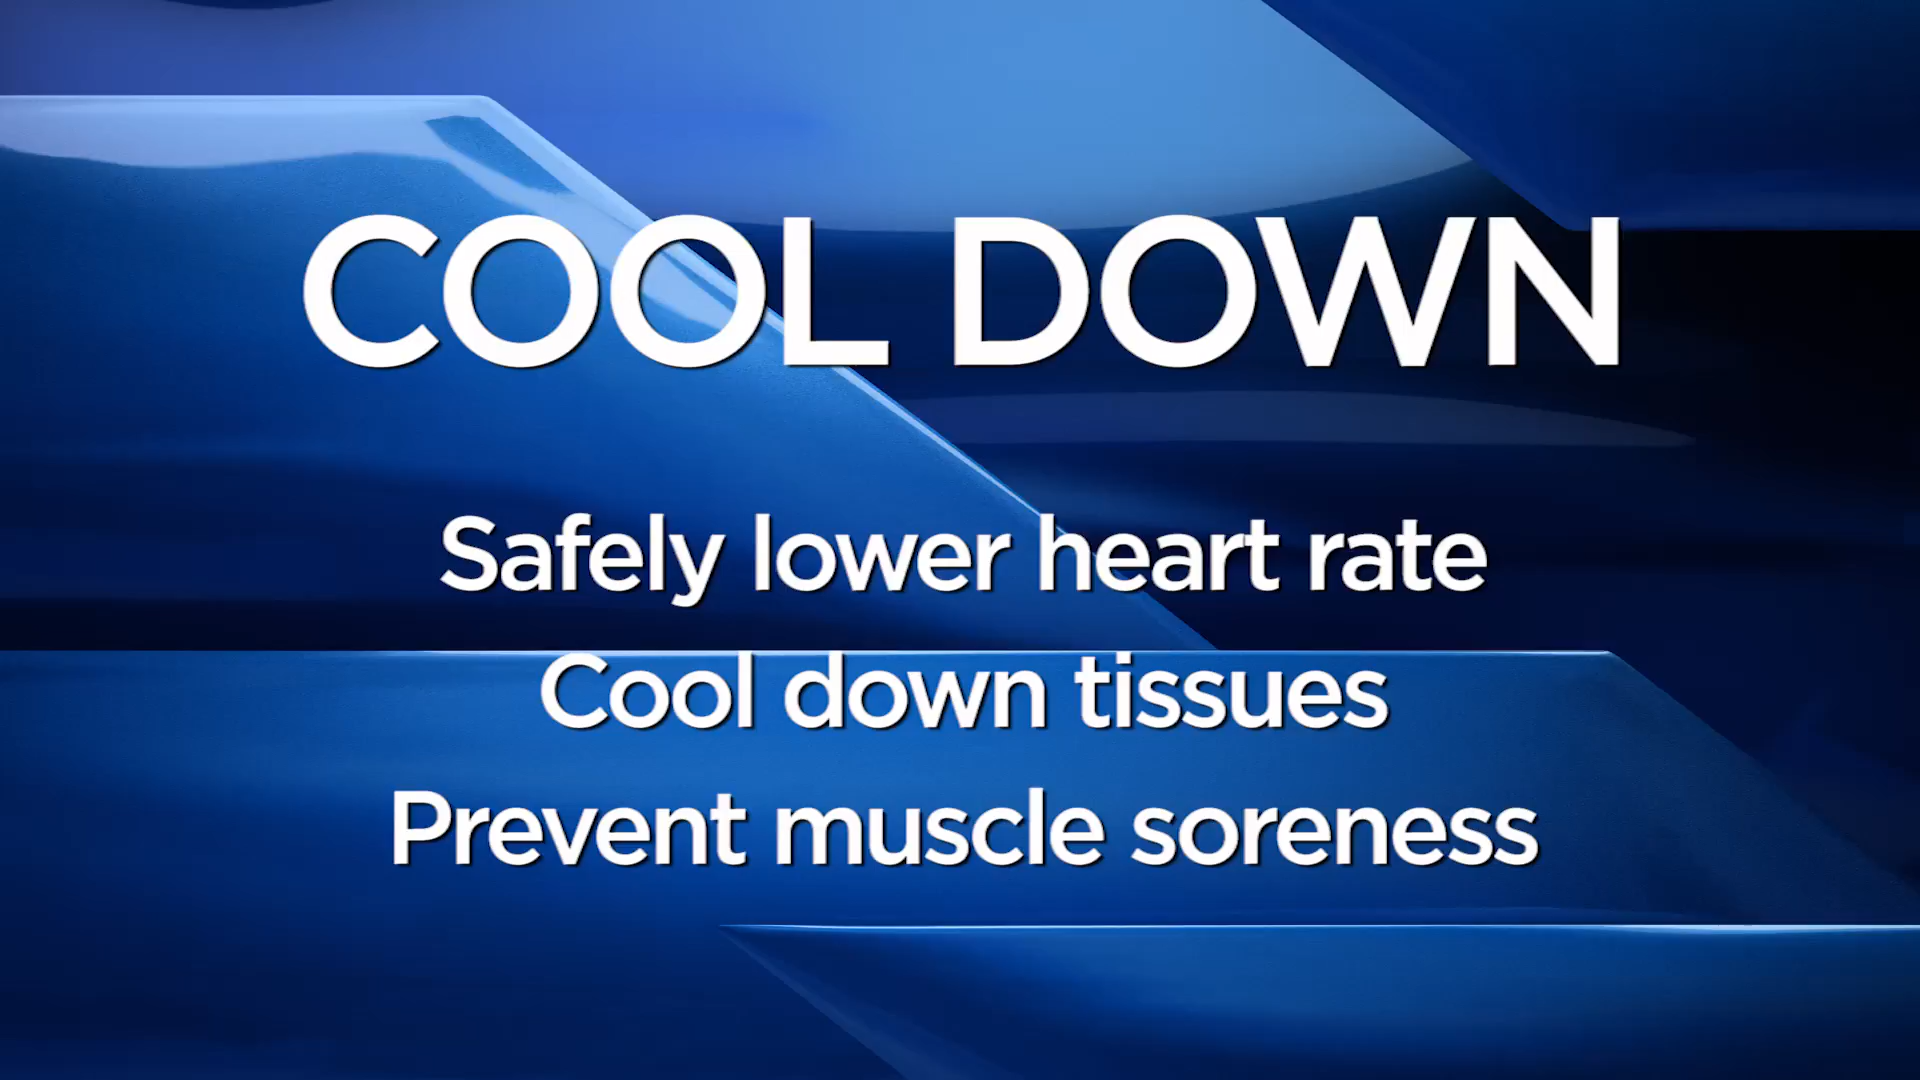 COOL DOWN
Safely lower heart rate
Cool down tissues
Prevent muscle soreness